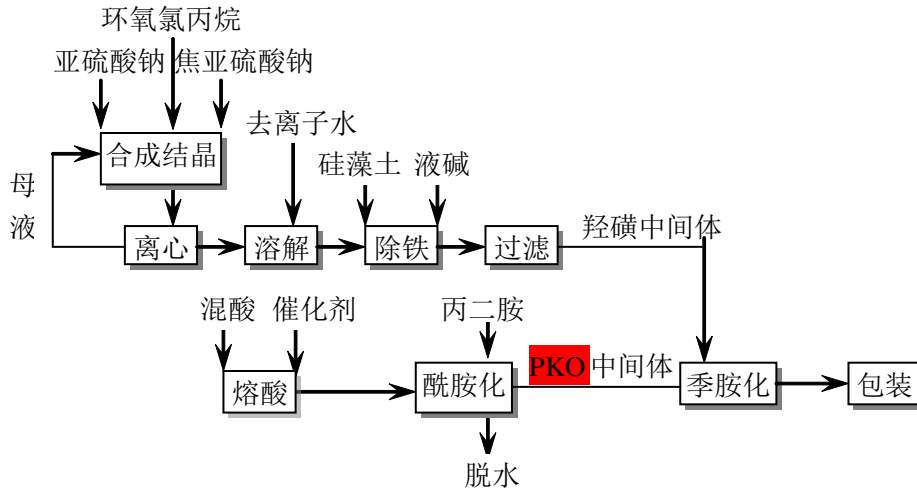 环氧氯丙烷
亚硫酸钠 焦亚硫酸钠
去离子水
合成结晶
硅藻土 液碱
母液
离心
溶解
除铁
过滤
羟磺中间体
混酸 催化剂
丙二胺
熔酸
酰胺化
PKO中间体
季胺化
包装
脱水